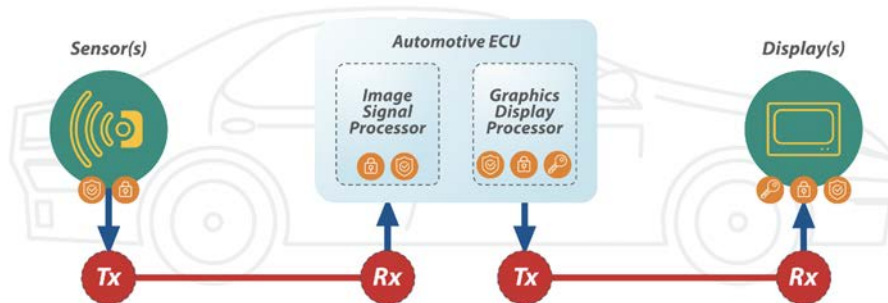 Sensor(s)
Automotive ECU
Display(s)
Image
Signal
Processor
Graphics
Display
Processor
Tx
Rx
Tx
Rx